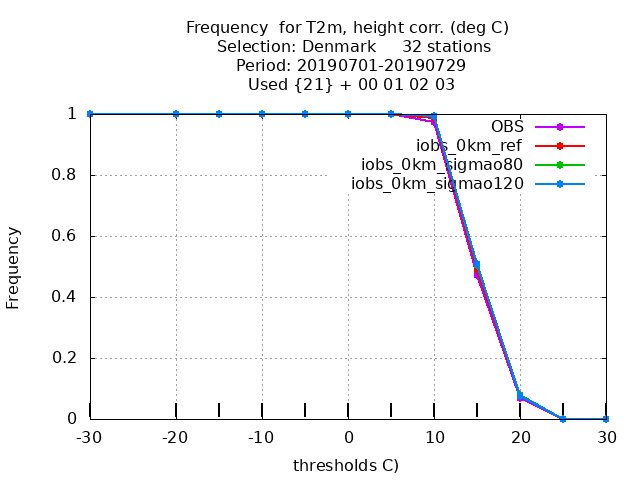 Frequency  for T2m, height corr. (deg C)
Selection: Denmark     32 stations
Period: 20190701-20190729
Used {21} + 00 01 02 03
OBS
iobs_0km_ref
iobs_0km_sigmao80
iobs_0km_sigmao120
1
0.8
0.6
0.4
0.2
0
Frequency
-30 -20 -10 0 10 20 30
thresholds C)